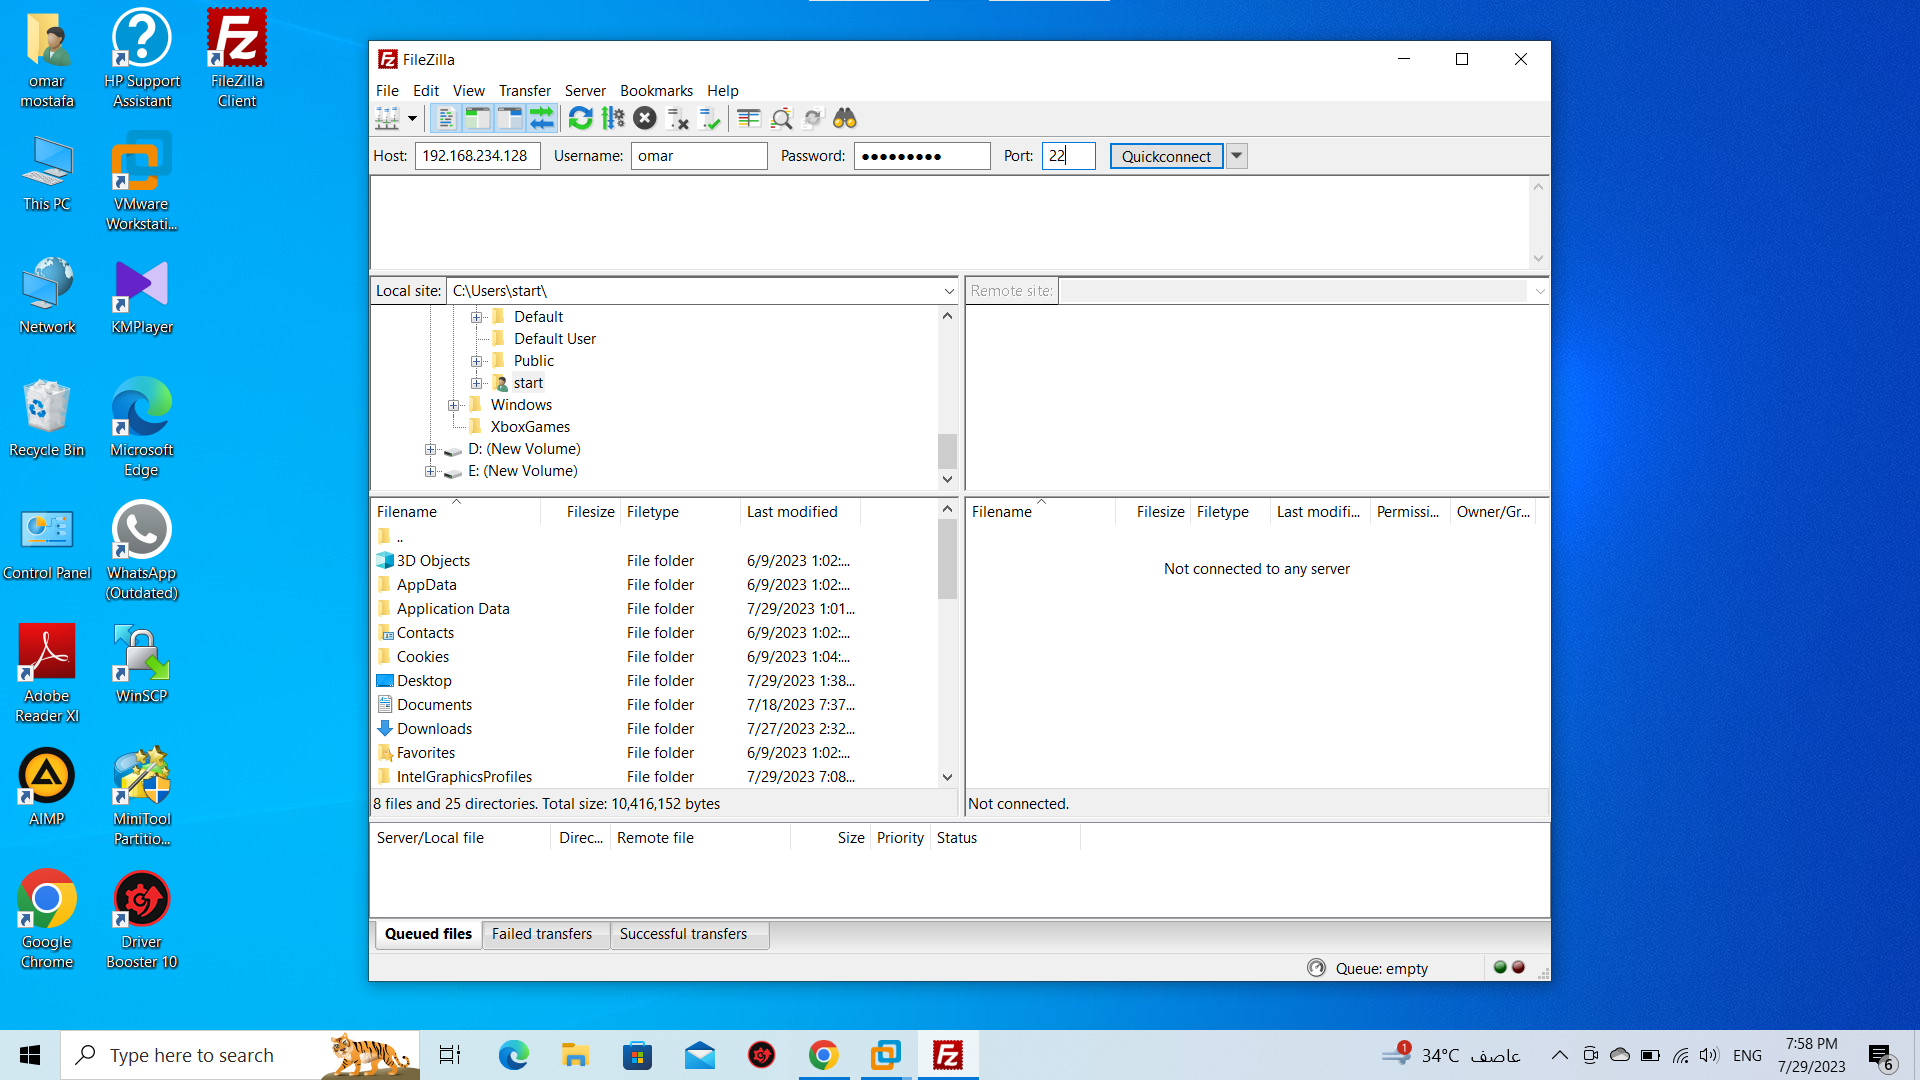 omar
mostafa
HP Support
Assistant
FileZilla
Client
This PC
VMware
Workstati...
Network
KMPlayer
Recycle Bin
Microsoft
Edge
Control Panel
WhatsApp
(Outdated)
Adobe
Reader XI
WinSCP
AIMP
MiniTool
Partitio...
Google
Chrome
Driver
Booster 10
FileZilla
File Edit View Transfer Server Bookmarks Help
Host: 192.168.234.128 Username: omar Password: ●●●●●●●●● Port: 22 Quickconnect
Local site: C:\Users\start\
Default
Default User
Public
start
Windows
XboxGames
D: (New Volume)
E: (New Volume)
Remote site:
Filename Filesize Filetype Last modified
..
3D Objects File folder 6/9/2023 1:02:...
AppData File folder 6/9/2023 1:02:...
Application Data File folder 7/29/2023 1:01...
Contacts File folder 6/9/2023 1:02:...
Cookies File folder 6/9/2023 1:04:...
Desktop File folder 7/29/2023 1:38...
Documents File folder 7/18/2023 7:37...
Downloads File folder 7/27/2023 2:32...
Favorites File folder 6/9/2023 1:02:...
IntelGraphicsProfiles File folder 7/29/2023 7:08...
8 files and 25 directories. Total size: 10,416,152 bytes
Filename Filesize Filetype Last modifi... Permissi... Owner/Gr...
Not connected to any server
Not connected.
Server/Local file Direc... Remote file Size Priority Status
Queued files Failed transfers Successful transfers
Queue: empty
Type here to search
1
34°C عاصف
ENG
7:58 PM
7/29/2023
6